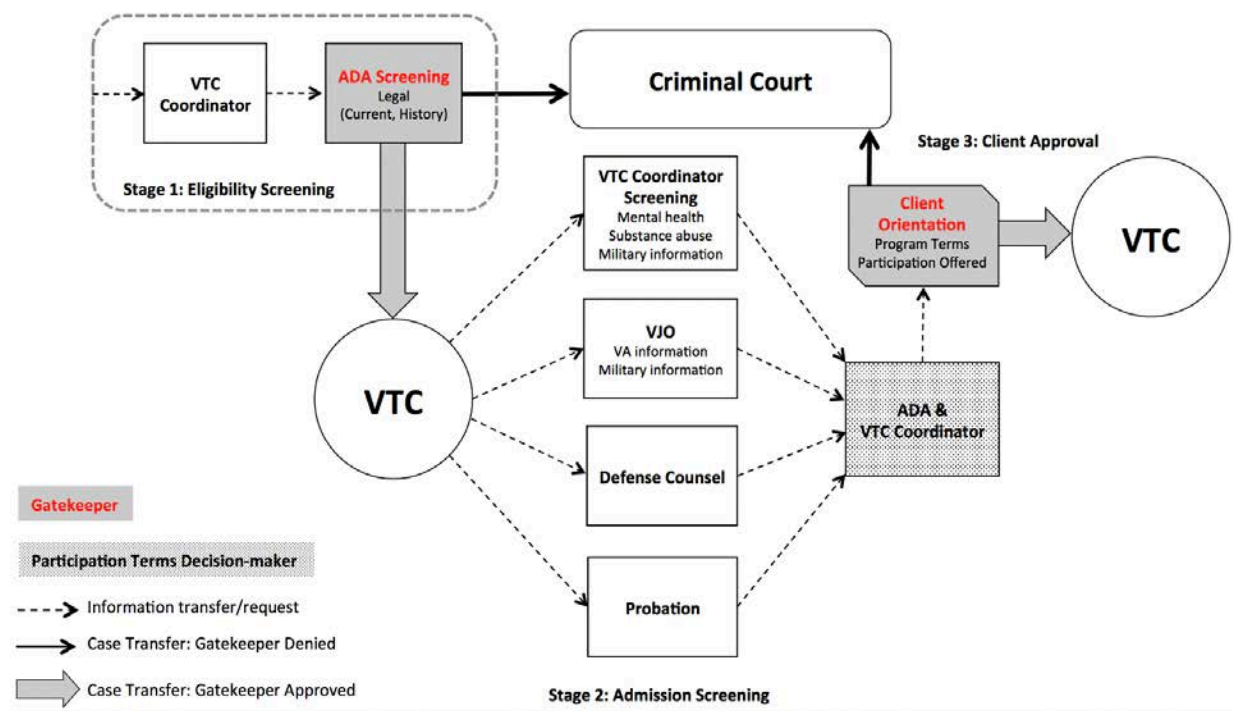 VTC
Coordinator
ADA Screening
Legal
(Current, History)
Stage 1: Eligibility Screening
Criminal Court
Stage 3: Client Approval
VTC Coordinator
Screening
Mental health
Substance abuse
Military information
Client
Orientation
Program Terms
Participation Offered
VTC
VTC
VJO
VA information
Military information
ADA &
VTC Coordinator
Defense Counsel
Probation
Gatekeeper
Participation Terms Decision-maker
Information transfer/request
Case Transfer: Gatekeeper Denied
Case Transfer: Gatekeeper Approved
Stage 2: Admission Screening